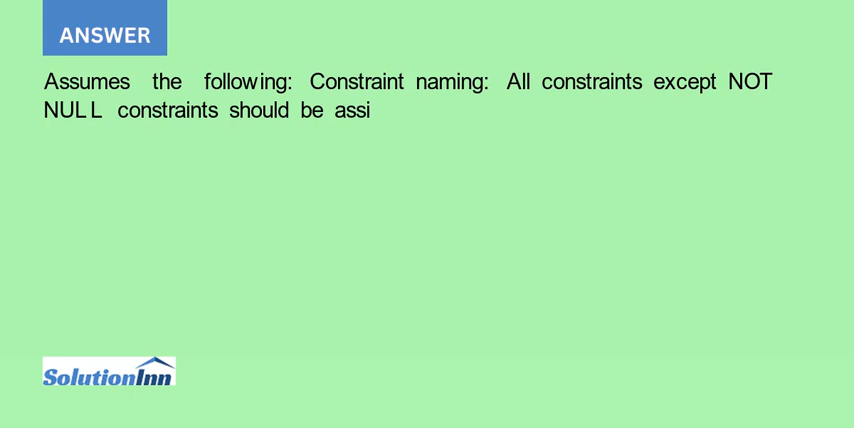 ANSWER
Assumes the following: Constraint naming: All constraints except NOT
NULL constraints should be assi
SolutionInn